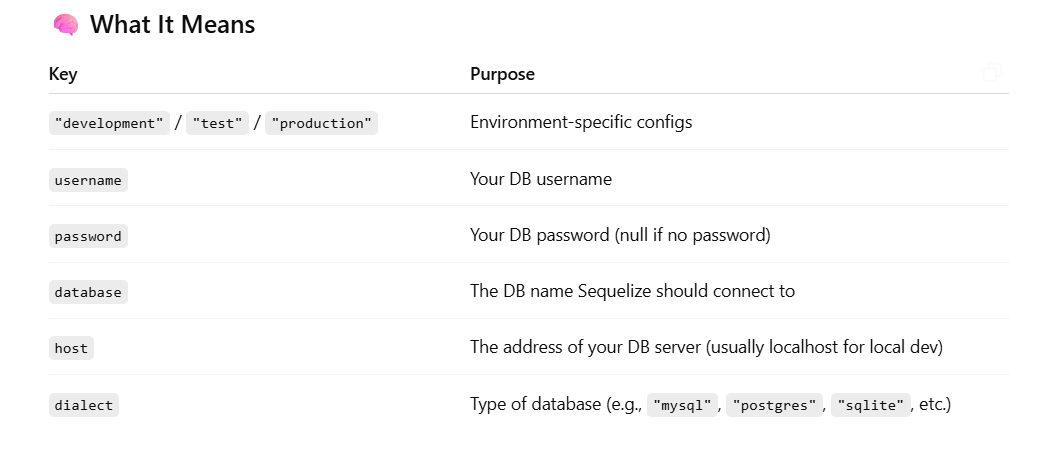 🧠 What It Means
Key Purpose
"development" / "test" / "production" Environment-specific configs
username Your DB username
password Your DB password (null if no password)
database The DB name Sequelize should connect to
host The address of your DB server (usually localhost for local dev)
dialect Type of database (e.g., "mysql", "postgres", "sqlite", etc.)